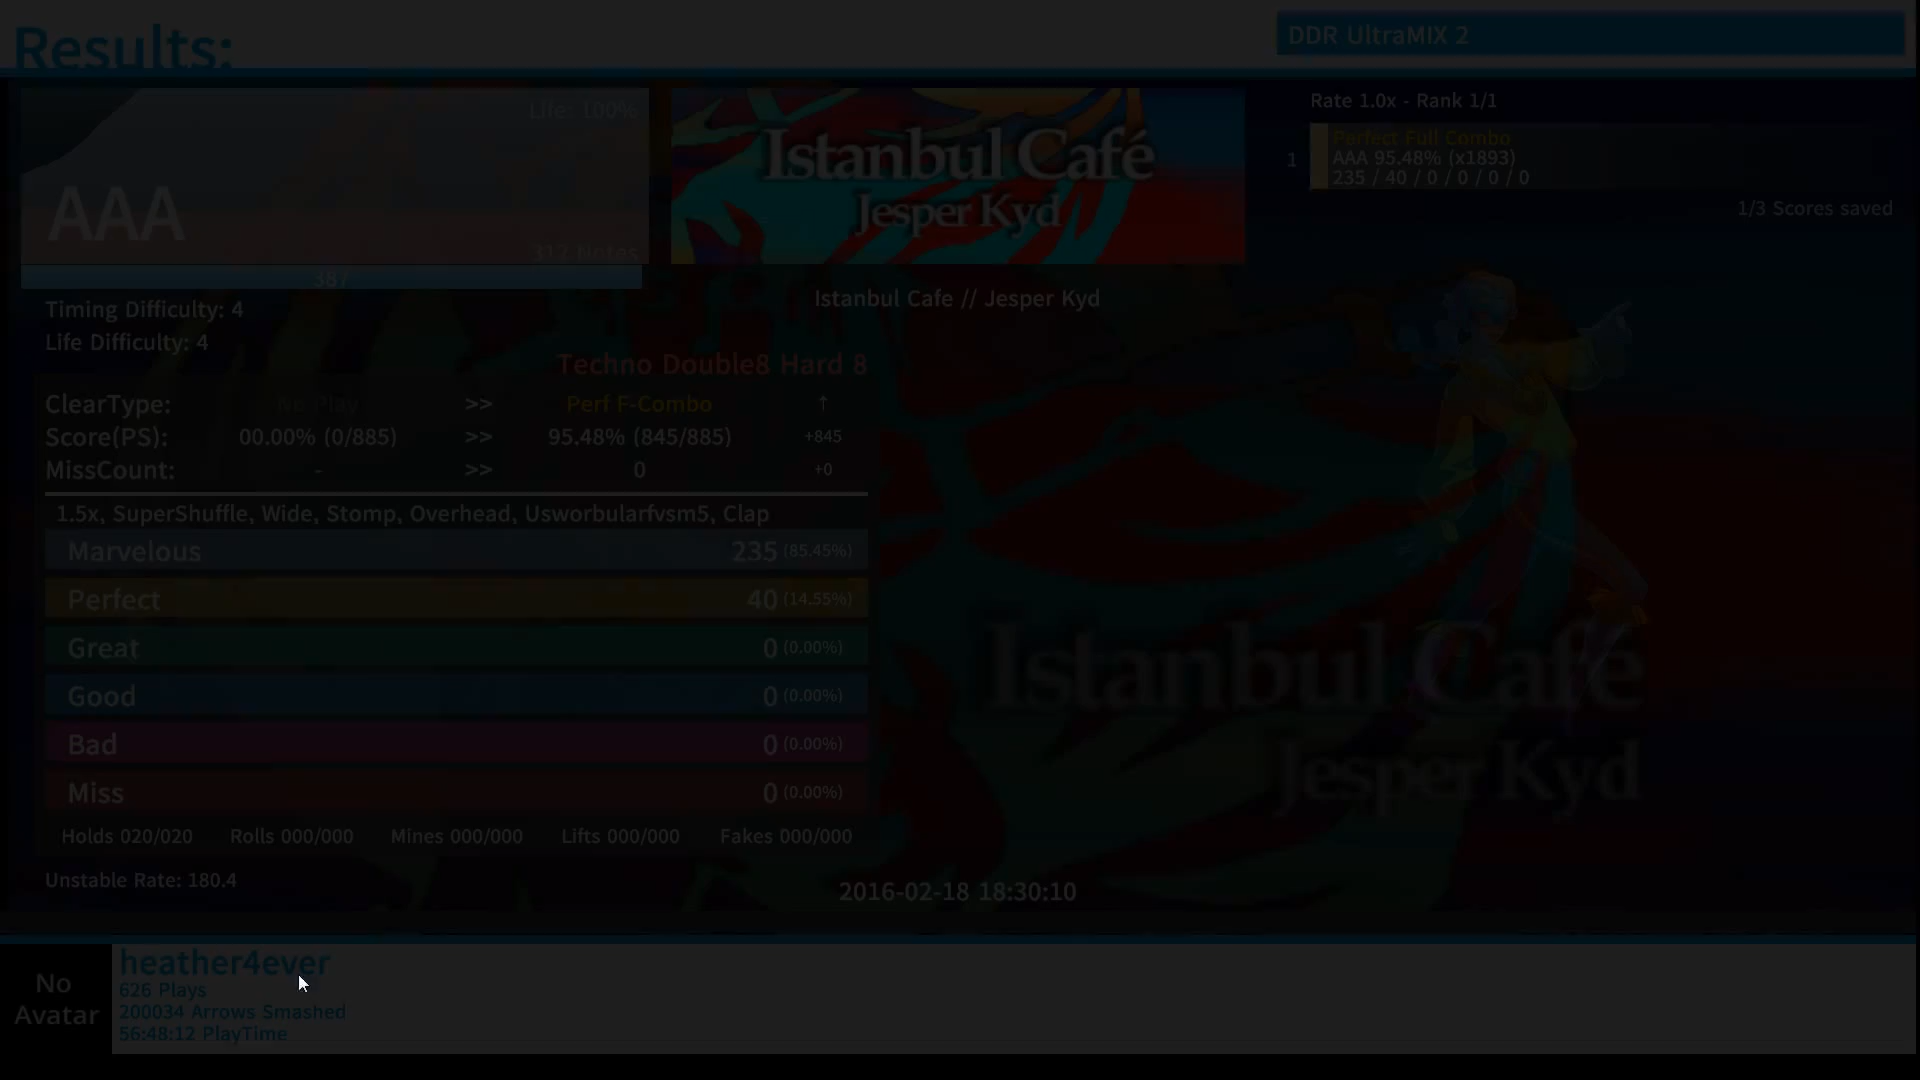 Results:
DDR UltraMIX 2
Life: 100%
AAA
312 Notes
387
Istanbul Café
Jesper Kyd
Rate 1.0x - Rank 1/1
1
Perfect Full Combo
AAA 95.48% (x1893)
235 / 40 / 0 / 0 / 0 / 0
1/3 Scores saved
Timing Difficulty: 4
Life Difficulty: 4
Istanbul Cafe // Jesper Kyd
Techno Double8 Hard 8
ClearType: No Play >> Perf F-Combo ↑
Score(PS): 00.00% (0/885) >> 95.48% (845/885) +845
MissCount: - >> 0 +0
1.5x, SuperShuffle, Wide, Stomp, Overhead, Usworbularfvsm5, Clap
Marvelous 235 (85.45%)
Perfect 40 (14.55%)
Great 0 (0.00%)
Good 0 (0.00%)
Bad 0 (0.00%)
Miss 0 (0.00%)
Holds 020/020 Rolls 000/000 Mines 000/000 Lifts 000/000 Fakes 000/000
Istanbul Café
Jesper Kyd
Unstable Rate: 180.4
2016-02-18 18:30:10
No
Avatar
heather4ever
626 Plays
200034 Arrows Smashed
56:48:12 PlayTime